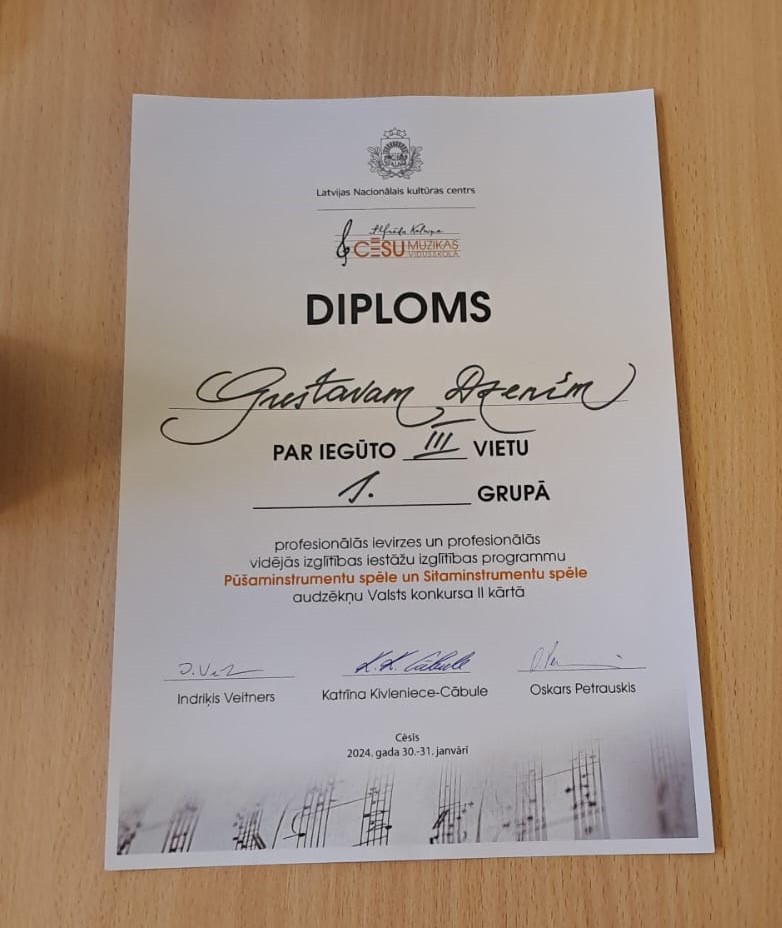 Latvijas Nacionālais kultūras centrs
Alfrēda Kalniņa
CĒSU MŪZIKAS
VIDUSSKOLA
DIPLOMS
Gustavam Dzenim
PAR IEGŪTO III VIETU
1. GRUPĀ
profesionālās ievirzes un profesionālās
vidējās izglītības iestāžu izglītības programmu
Pūšaminstrumentu spēle un Sitaminstrumentu spēle
audzēkņu Valsts konkursa II kārtā
K. K. Cābule
Indriķis Veitners
Katrīna Kivleniece-Cābule
Oskars Petrauskis
Cēsīs
2024. gada 30.-31. janvārī